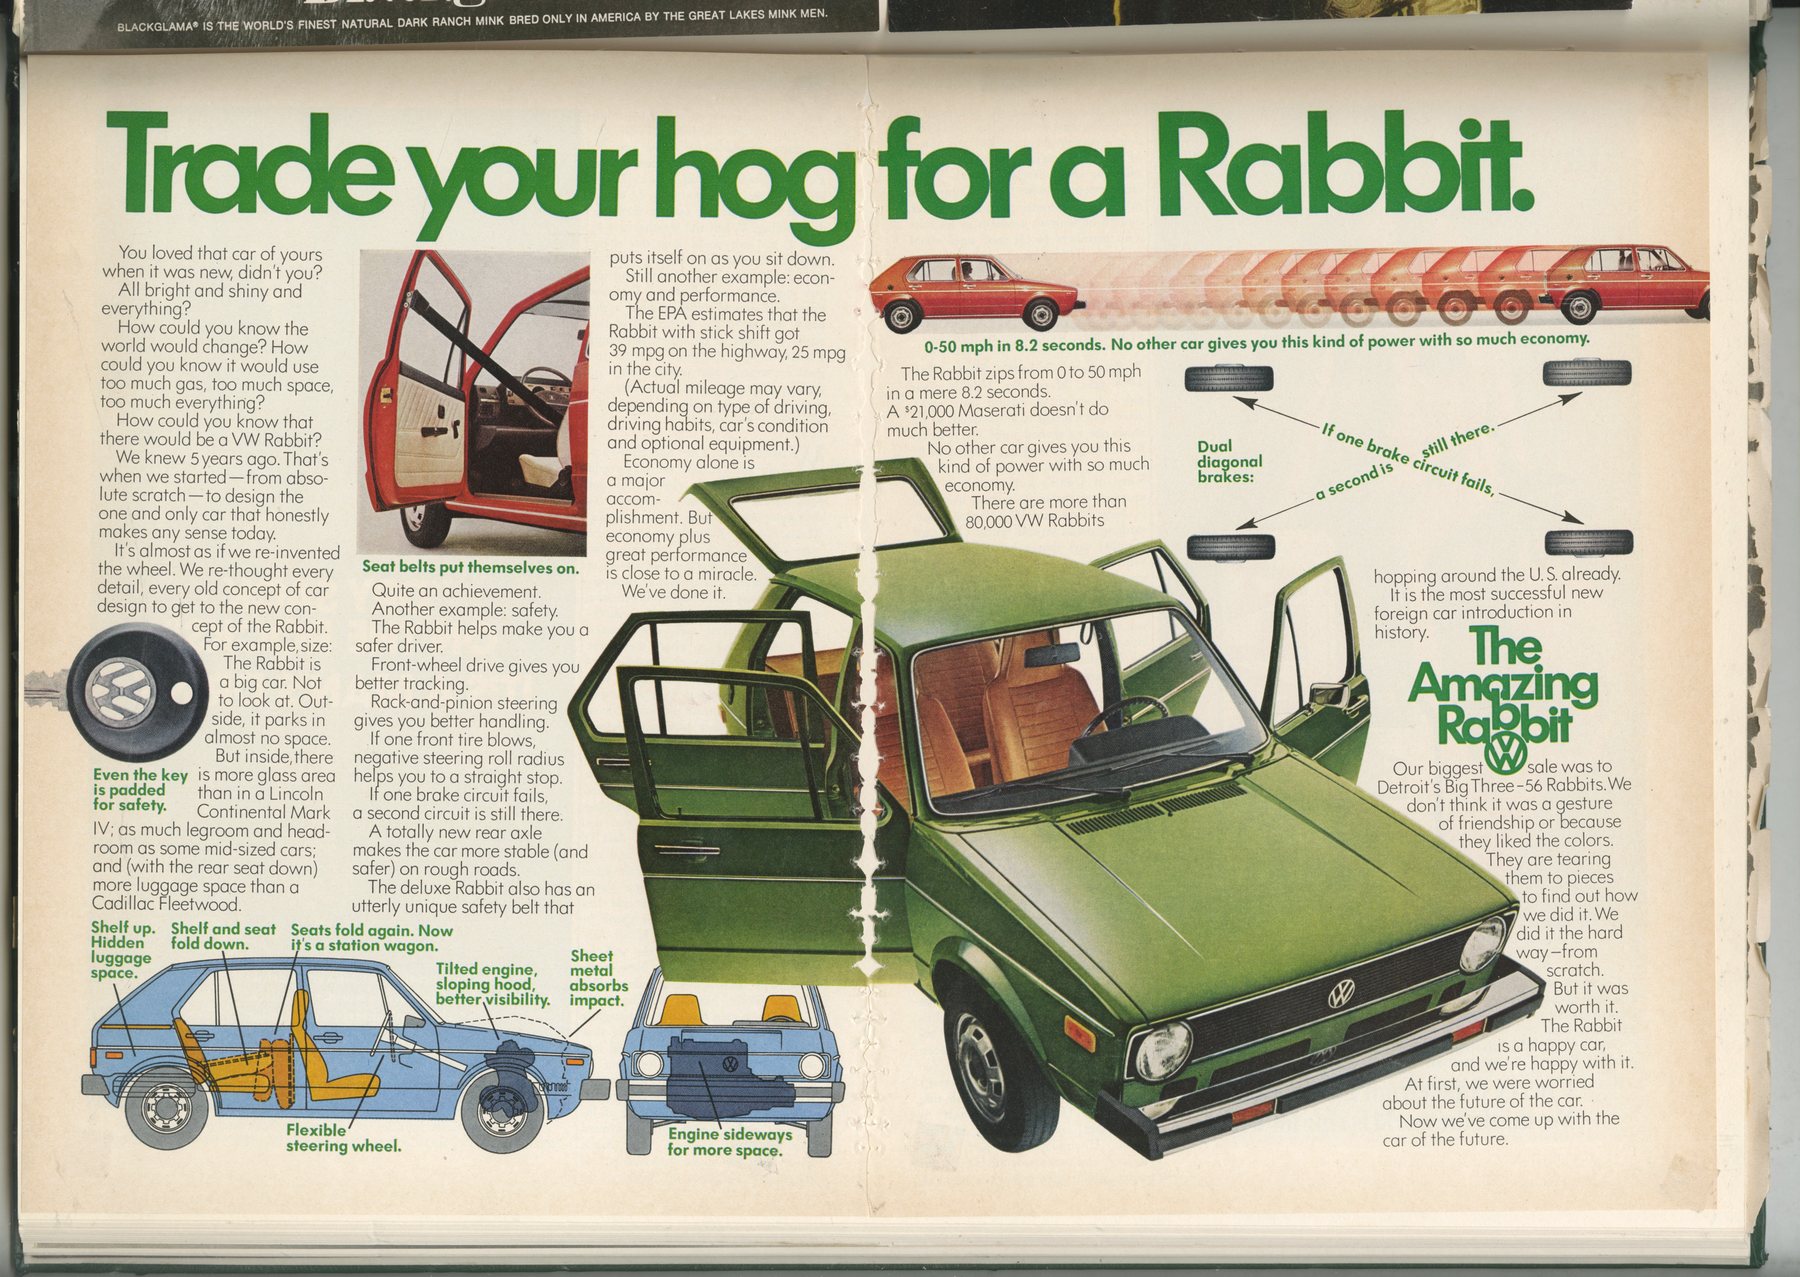 BLACKGLAMA® IS THE WORLD'S FINEST NATURAL DARK RANCH MINK BRED ONLY IN AMERICA BY THE GREAT LAKES MINK MEN.
Trade your hog for a Rabbit.
You loved that car of yours
when it was new, didn't you?
All bright and shiny and
everything?
How could you know the
world would change? How
could you know it would use
too much gas, too much space,
too much everything?
How could you know that
there would be a VW Rabbit?
We knew 5 years ago. That's
when we started—from abso-
lute scratch—to design the
one and only car that honestly
makes any sense today.
It's almost as if we re-invented
the wheel. We re-thought every
detail, every old concept of car
design to get to the new con-
cept of the Rabbit.
For example, size:
The Rabbit is
a big car. Not
to look at. Out-
side, it parks in
almost no space.
But inside, there
is more glass area
than in a Lincoln
Continental Mark
IV; as much legroom and head-
room as some mid-sized cars;
and (with the rear seat down)
more luggage space than a
Cadillac Fleetwood.
Even the key
is padded
for safety.
Seat belts put themselves on.
Quite an achievement.
Another example: safety.
The Rabbit helps make you a
safer driver.
Front-wheel drive gives you
better tracking.
Rack-and-pinion steering
gives you better handling.
If one front tire blows,
negative steering roll radius
helps you to a straight stop.
If one brake circuit fails,
a second circuit is still there.
A totally new rear axle
makes the car more stable (and
safer) on rough roads.
The deluxe Rabbit also has an
utterly unique safety belt that
puts itself on as you sit down.
Still another example: econ-
omy and performance.
The EPA estimates that the
Rabbit with stick shift got
39 mpg on the highway, 25 mpg
in the city.
(Actual mileage may vary,
depending on type of driving,
driving habits, car's condition
and optional equipment.)
Economy alone is
a major
accom-
plishment. But
economy plus
great performance
is close to a miracle.
We've done it.
Shelf up.
Hidden
luggage
space.
Shelf and seat
fold down.
Seats fold again. Now
it's a station wagon.
Tilted engine,
sloping hood,
better visibility.
Sheet
metal
absorbs
impact.
Flexible
steering wheel.
Engine sideways
for more space.
0-50 mph in 8.2 seconds. No other car gives you this kind of power with so much economy.
The Rabbit zips from 0 to 50 mph
in a mere 8.2 seconds.
A $21,000 Maserati doesn't do
much better.
No other car gives you this
kind of power with so much
economy.
There are more than
80,000 VW Rabbits
Dual
diagonal
brakes:
If one brake circuit fails,
a second is still there.
hopping around the U.S. already.
It is the most successful new
foreign car introduction in
history.
The
Amazing
Rabbit
Our biggest sale was to
Detroit's Big Three–56 Rabbits. We
don't think it was a gesture
of friendship or because
they liked the colors.
They are tearing
them to pieces
to find out how
we did it. We
did it the hard
way—from
scratch.
But it was
worth it.
The Rabbit
is a happy car,
and we're happy with it.
At first, we were worried
about the future of the car.
Now we've come up with the
car of the future.